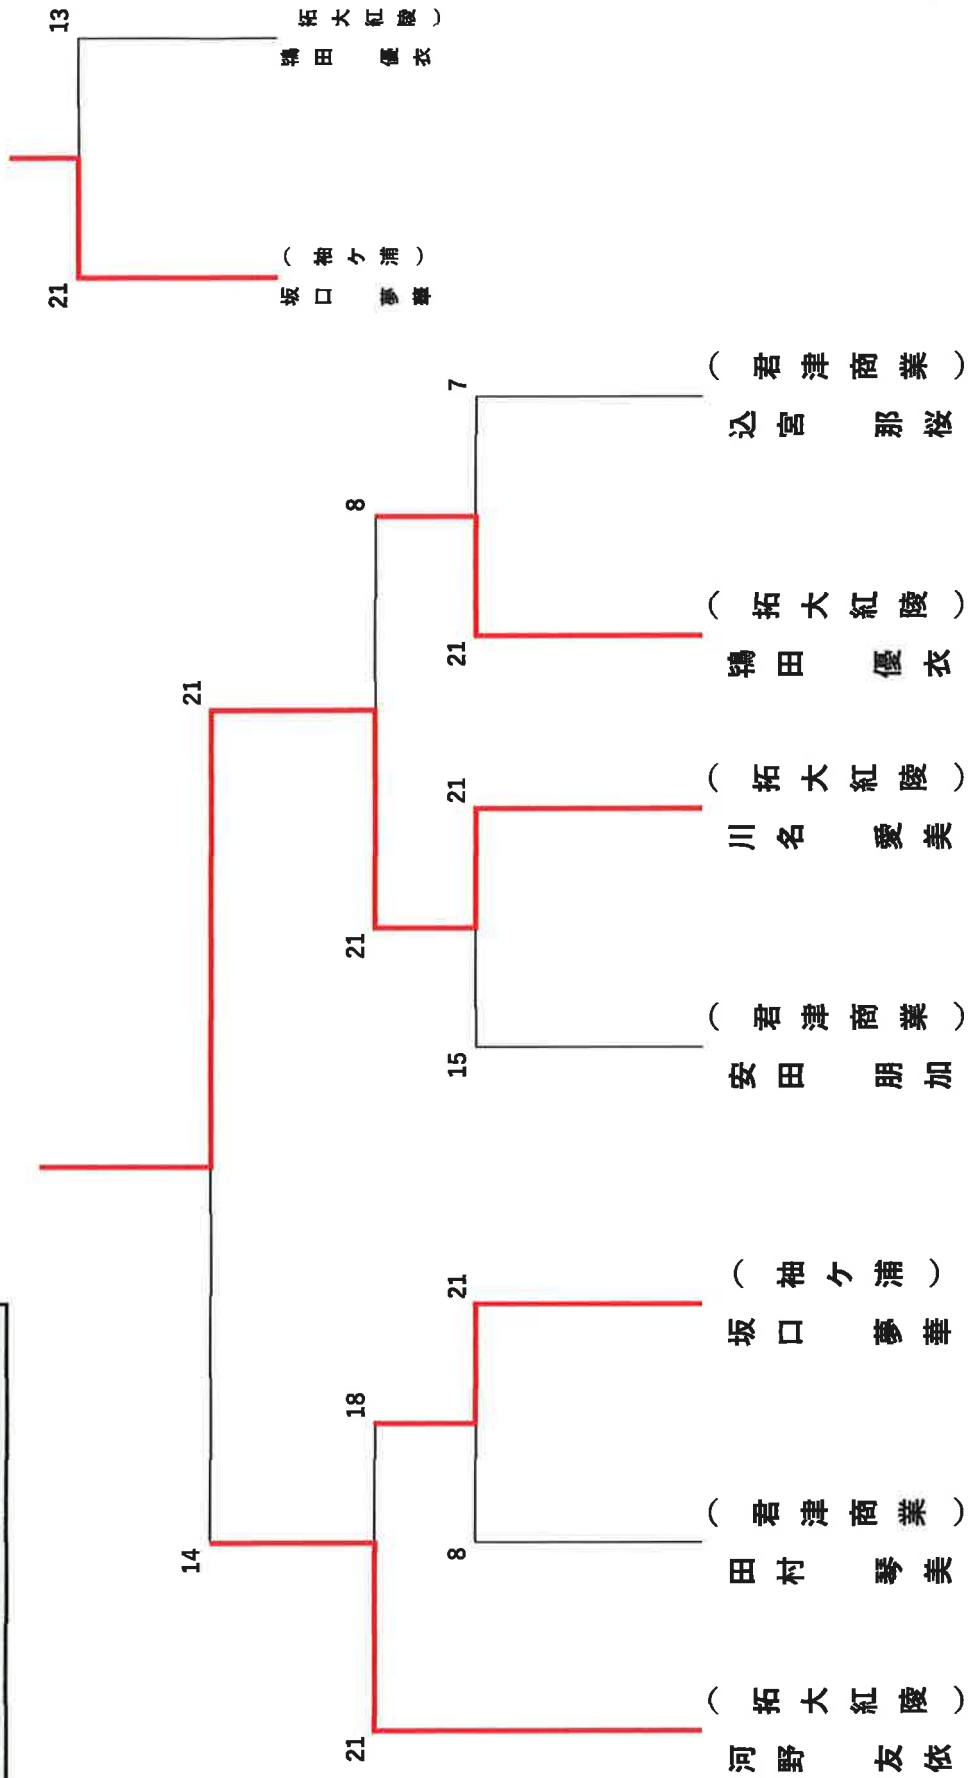 13
21
(拓大紅陵)
鴇田 優衣
(袖ケ浦)
坂口 夢華
21
14
8
21
18
21
7
21
21
15
21
8
(君津商業)
込宮 那桜
(拓大紅陵)
鴇田 優衣
(拓大紅陵)
川名 愛美
(君津商業)
安田 朋加
(袖ケ浦)
坂口 夢華
(君津商業)
田村 琴美
(拓大紅陵)
河野 友依